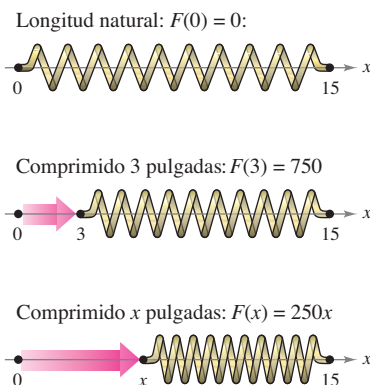 Longitud natural: F(0) = 0:
x
0 15
Comprimido 3 pulgadas: F(3) = 750
x
0 3 15
Comprimido x pulgadas: F(x) = 250x
x
0 x 15